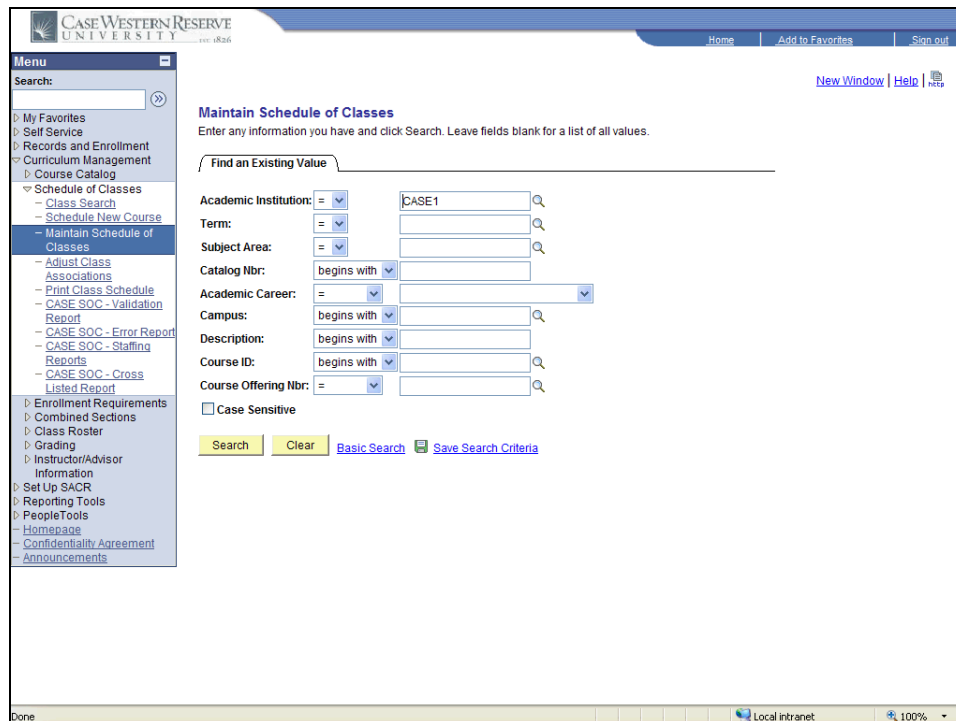 CASE WESTERN RESERVE
UNIVERSITY EST. 1826
Home Add to Favorites Sign out
Menu
Search:
New Window | Help | http
My Favorites
Self Service
Records and Enrollment
Curriculum Management
Course Catalog
Schedule of Classes
Class Search
Schedule New Course
Maintain Schedule of
Classes
Adjust Class
Associations
Print Class Schedule
CASE SOC - Validation
Report
CASE SOC - Error Report
CASE SOC - Staffing
Reports
CASE SOC - Cross
Listed Report
Enrollment Requirements
Combined Sections
Class Roster
Grading
Instructor/Advisor
Information
Set Up SACR
Reporting Tools
PeopleTools
Homepage
Confidentiality Agreement
Announcements
Maintain Schedule of Classes
Enter any information you have and click Search. Leave fields blank for a list of all values.
Find an Existing Value
Academic Institution: = CASE1
Term: =
Subject Area: =
Catalog Nbr: begins with
Academic Career: =
Campus: begins with
Description: begins with
Course ID: begins with
Course Offering Nbr: =
Case Sensitive
Search Clear Basic Search Save Search Criteria
Done Local intranet 100%